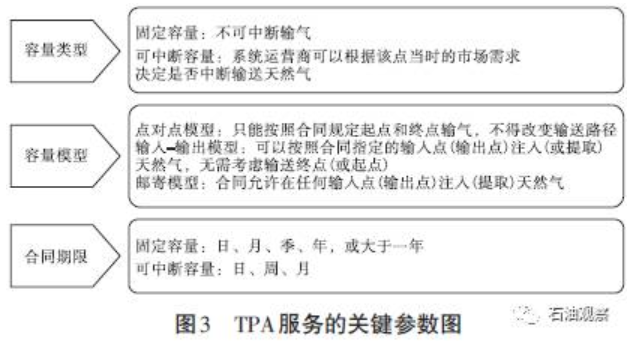 容量类型
固定容量：不可中断输气
可中断容量：系统运营商可以根据该点当时的市场需求
决定是否中断输送天然气
容量模型
点对点模型：只能按照合同规定起点和终点输气，不得改变输送路径
输入–输出模型：可以按照合同指定的输入点(输出点)注入(或提取)
天然气，无需考虑输送终点(或起点)
邮寄模型：合同允许在任何输入点(输出点)注入(提取)天然气
合同期限
固定容量：日、月、季、年，或大于一年
可中断容量：日、周、月
图3 TPA服务的关键参数图
石油观察